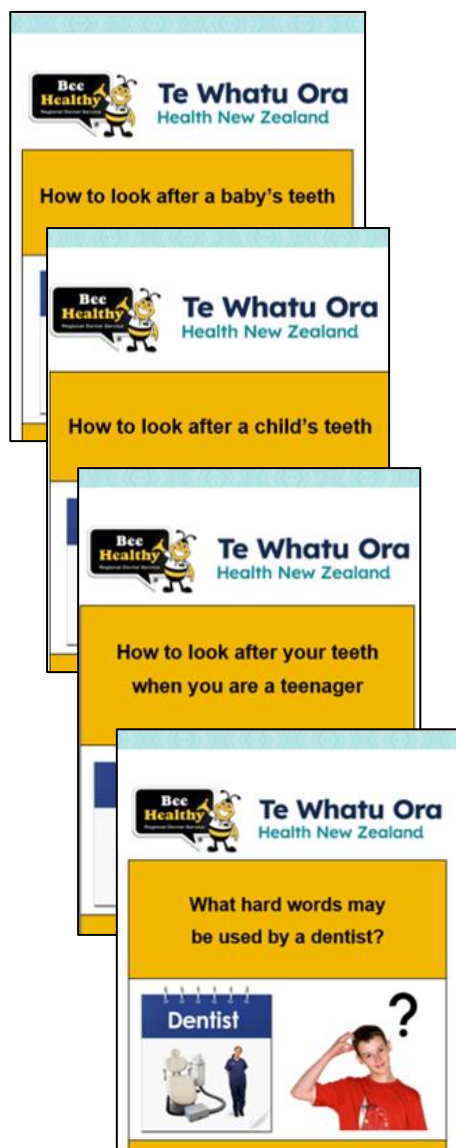 Bee
Healthy
Regional Dental Service
Te Whatu Ora
Health New Zealand
How to look after a baby's teeth
Bee
Healthy
Regional Dental Service
Te Whatu Ora
Health New Zealand
How to look after a child's teeth
Bee
Healthy
Regional Dental Service
Te Whatu Ora
Health New Zealand
How to look after your teeth
when you are a teenager
Bee
Healthy
Regional Dental Service
Te Whatu Ora
Health New Zealand
What hard words may
be used by a dentist?
Dentist
?